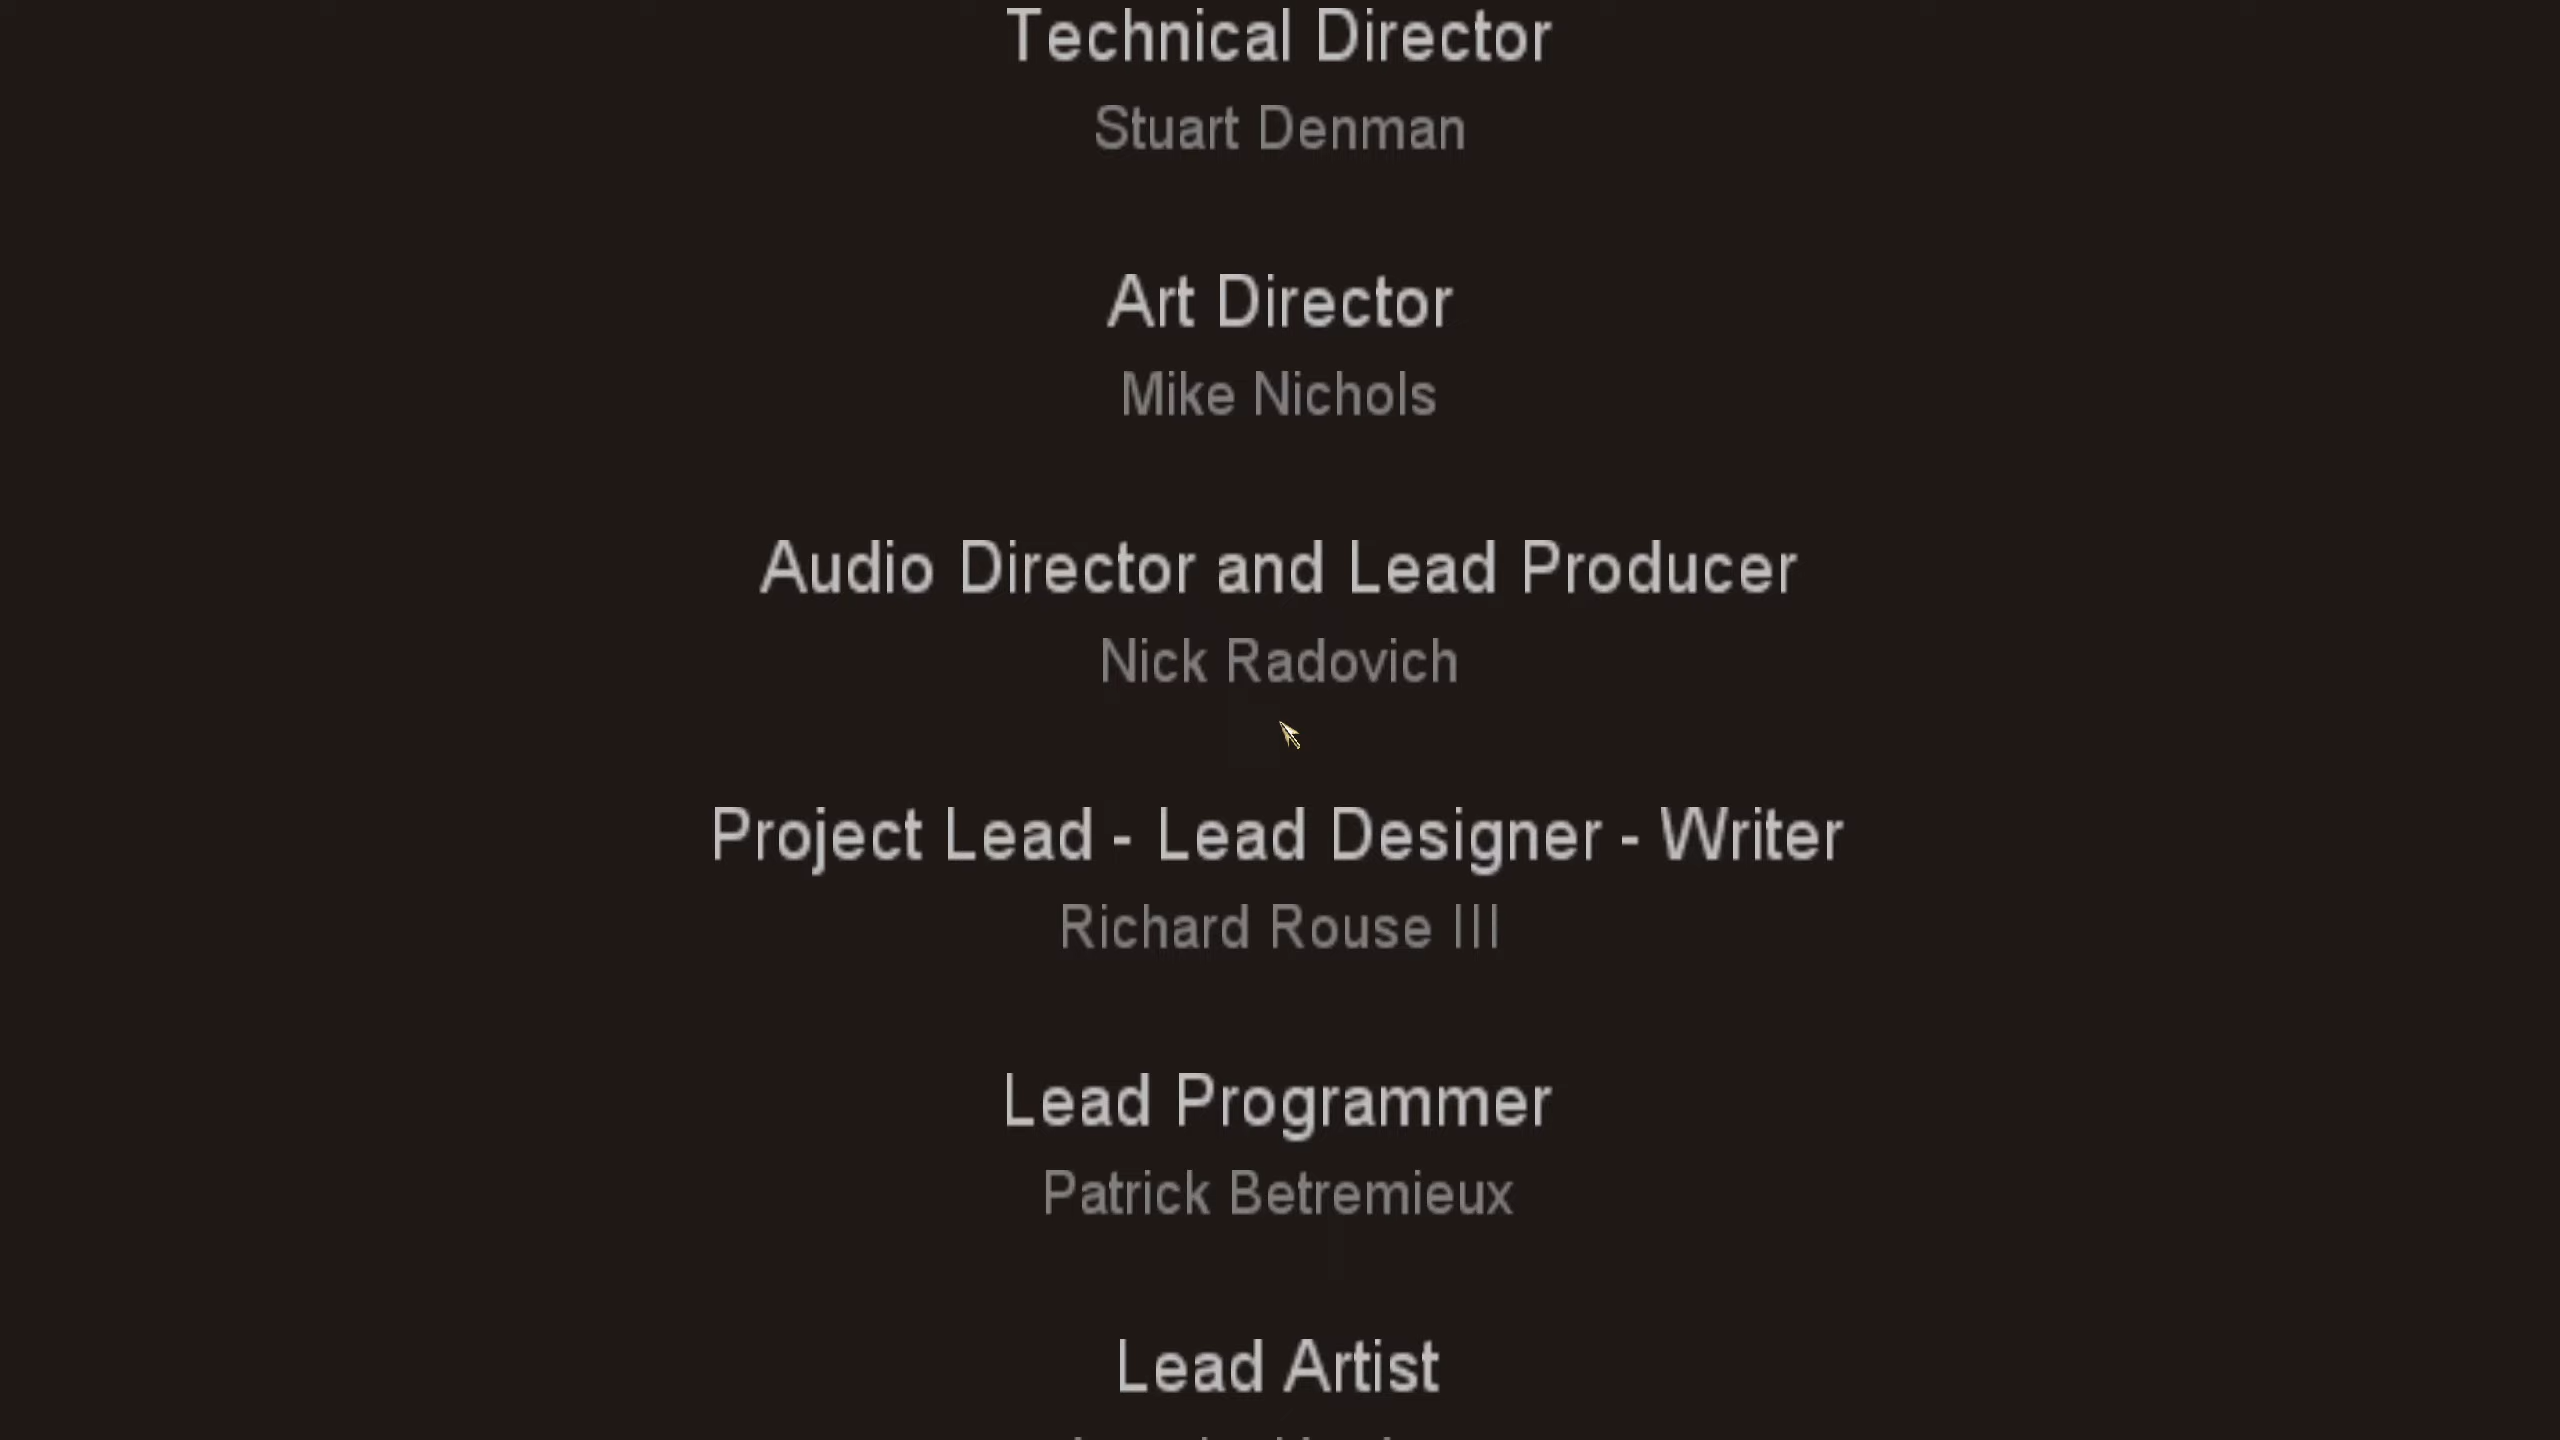 Technical Director
Stuart Denman
Art Director
Mike Nichols
Audio Director and Lead Producer
Nick Radovich
Project Lead - Lead Designer - Writer
Richard Rouse III
Lead Programmer
Patrick Betremieux
Lead Artist